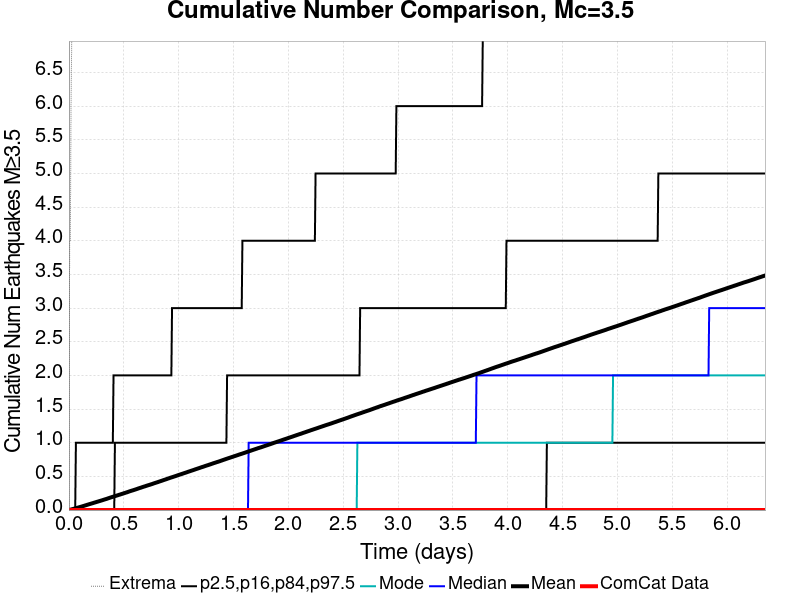 Cumulative Number Comparison, Mc=3.5
Cumulative Num Earthquakes M≥3.5
6.5
6.0
5.5
5.0
4.5
4.0
3.5
3.0
2.5
2.0
1.5
1.0
0.5
0.0
0.0 0.5 1.0 1.5 2.0 2.5 3.0 3.5 4.0 4.5 5.0 5.5 6.0
Time (days)
Extrema p2.5,p16,p84,p97.5 Mode Median Mean ComCat Data